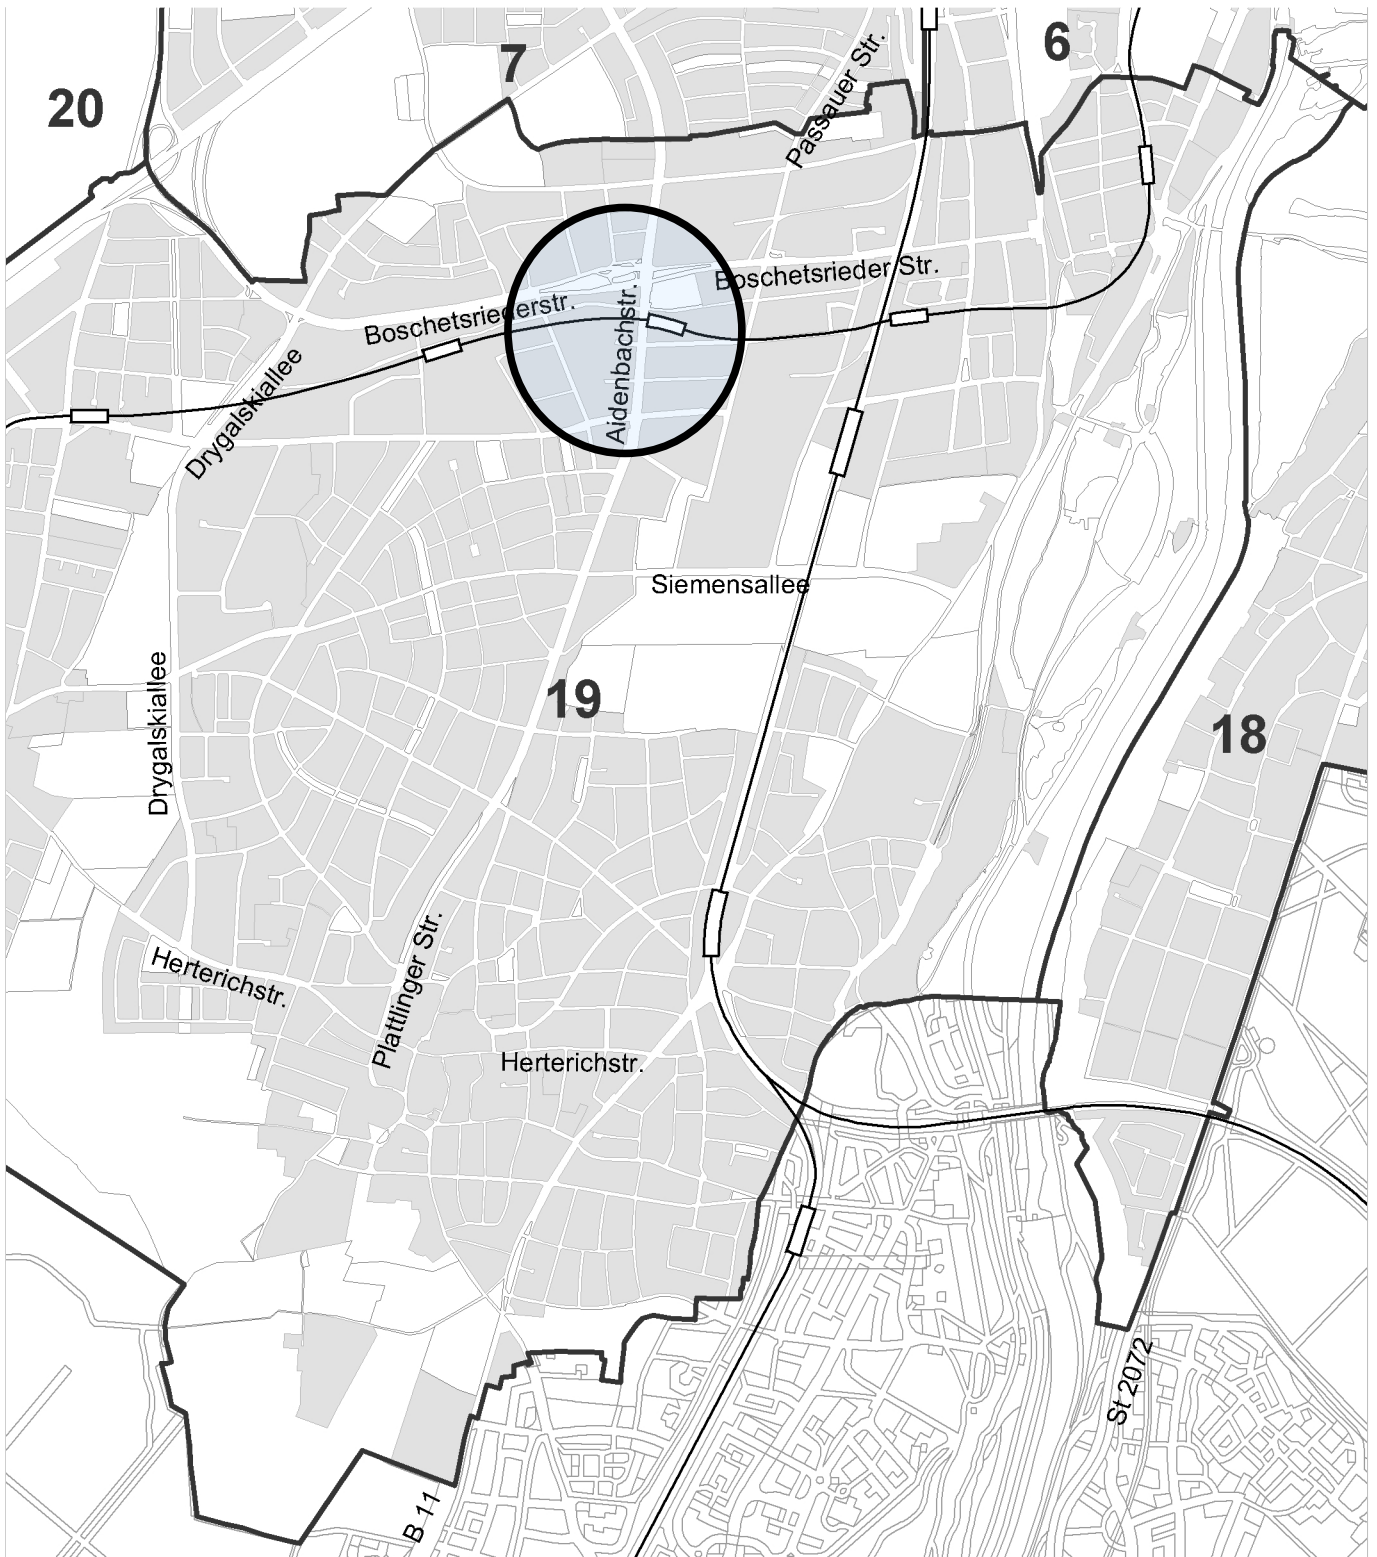 7
6
20
Passauer Str.
Boschetsrieder Str.
Boschetsriederstr.
Aidenbachstr.
Drygalskiallee
Siemensallee
19
18
Drygalskiallee
Plattlinger Str.
Herterichstr.
Herterichstr.
St 2072
B 11